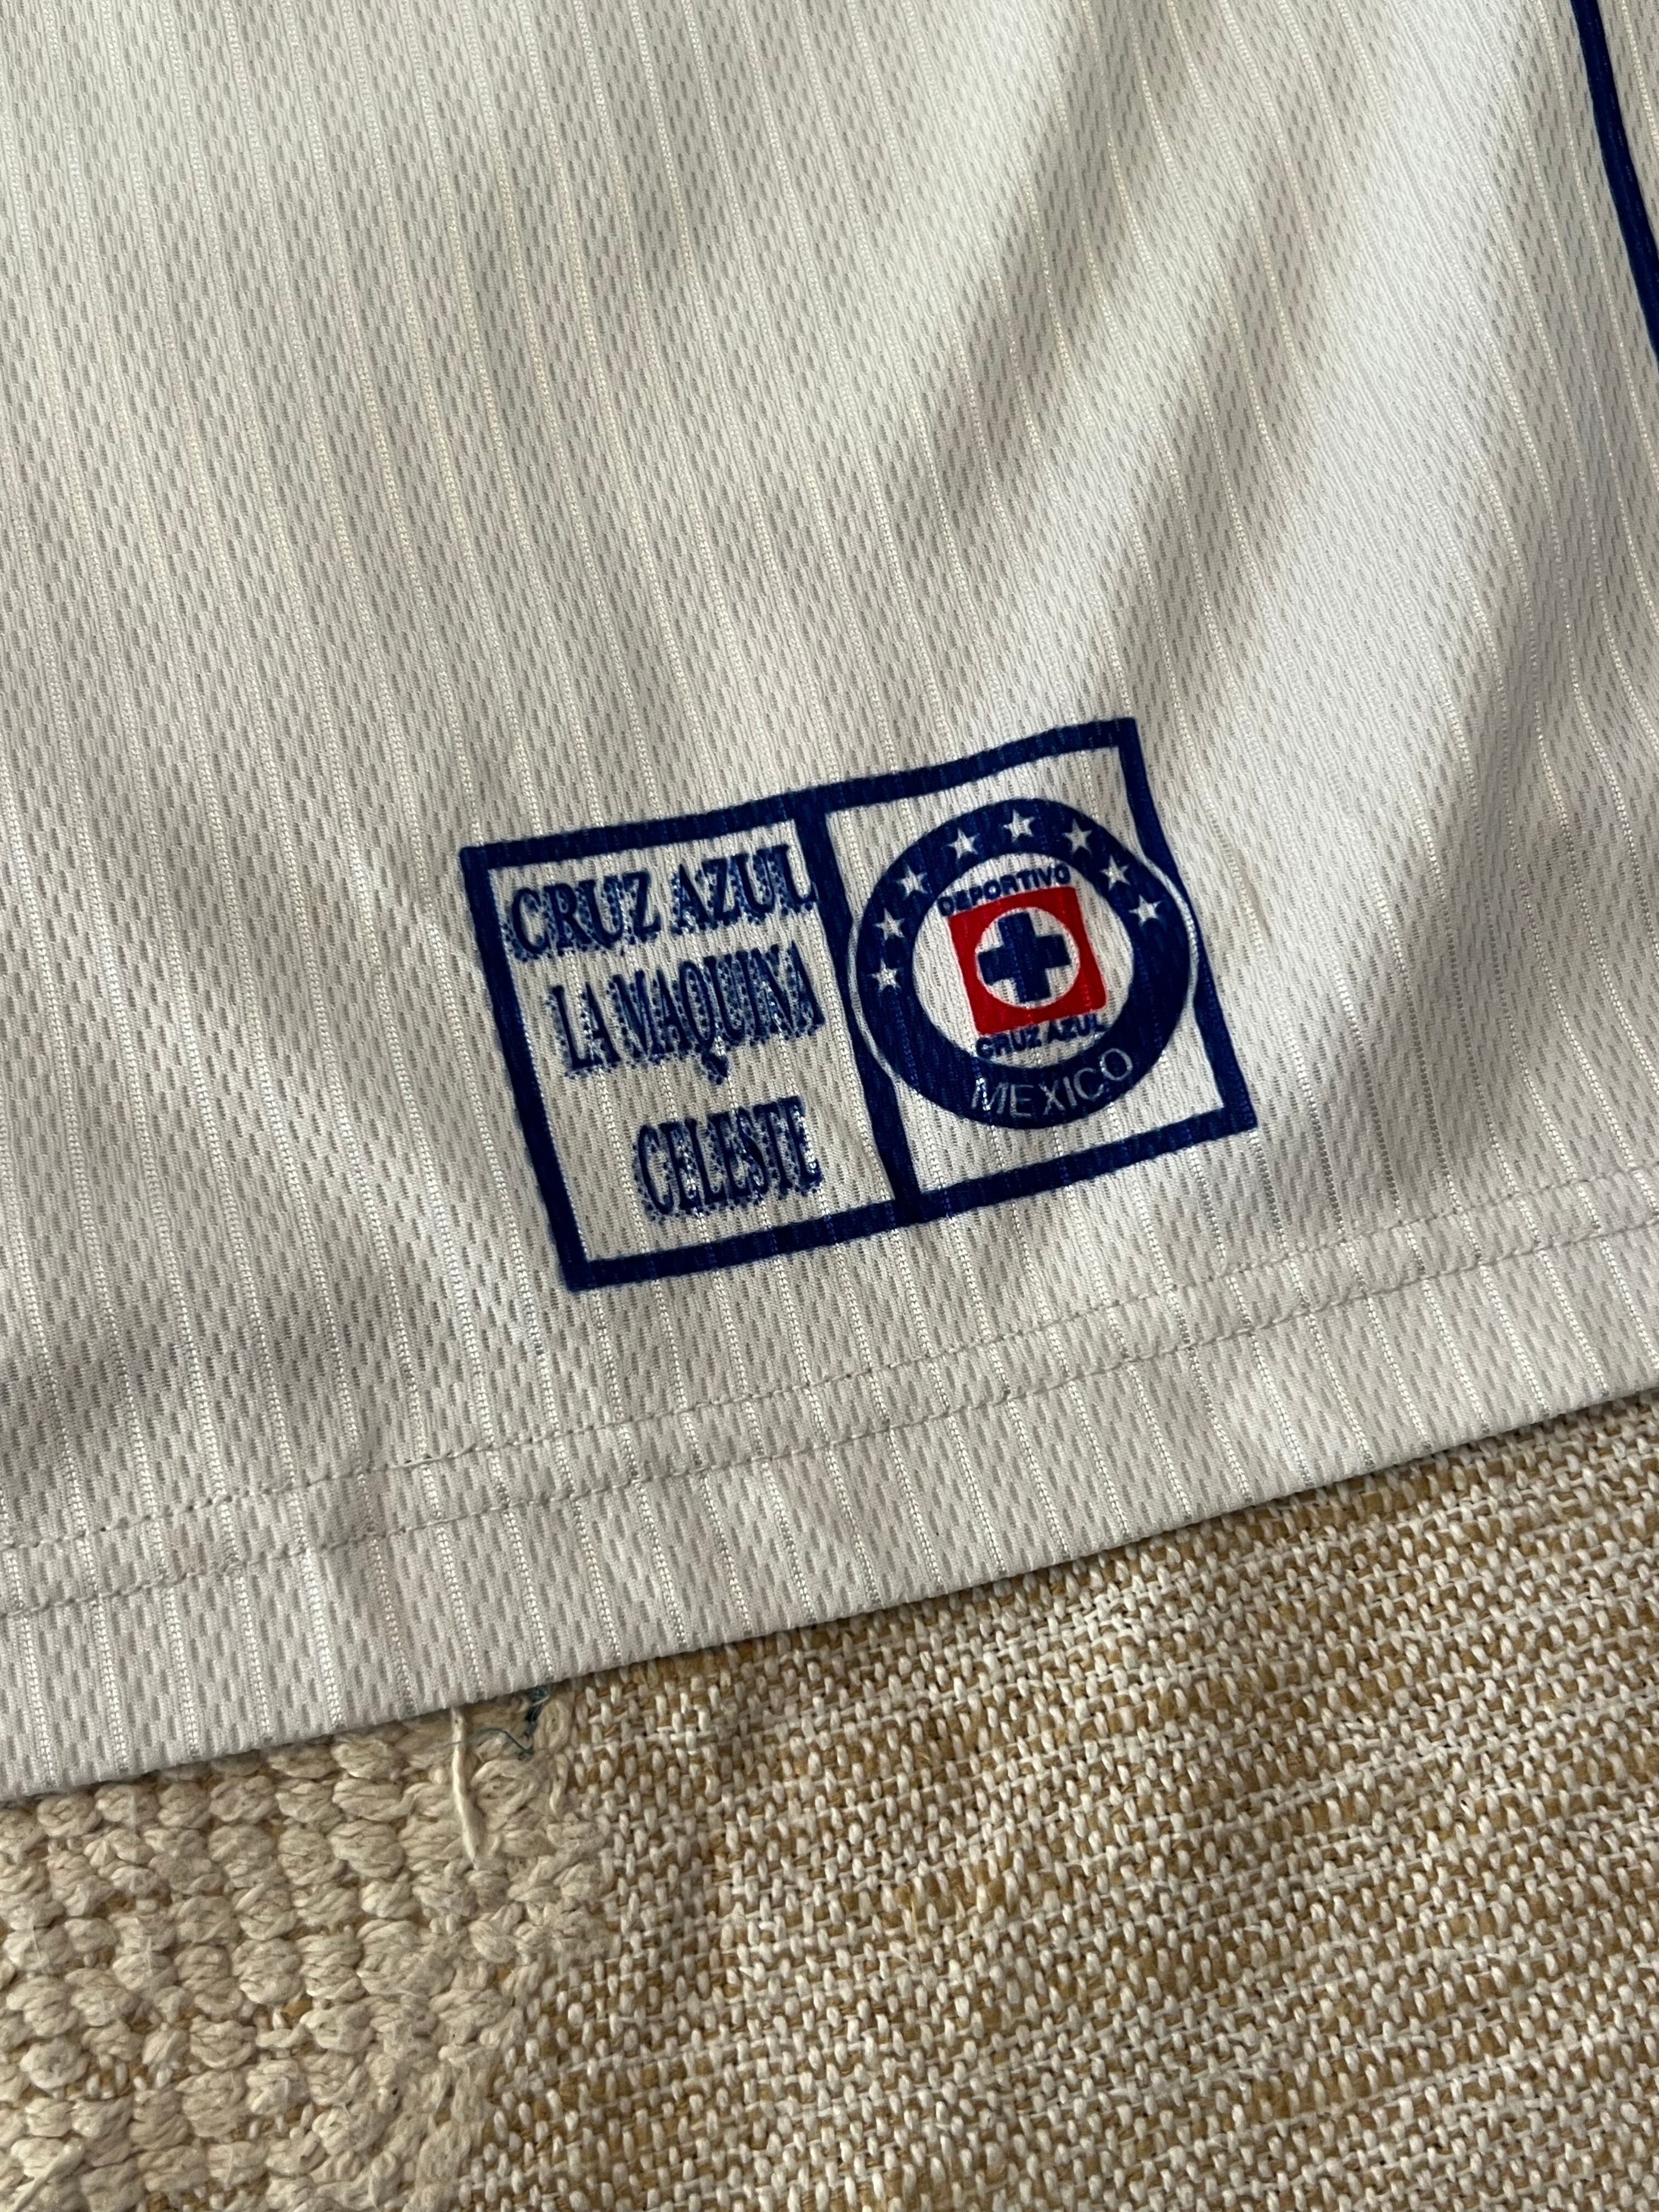 CRUZ AZUL
LA MAQUINA
CELESTE
DEPORTIVO
CRUZ AZUL
MEXICO